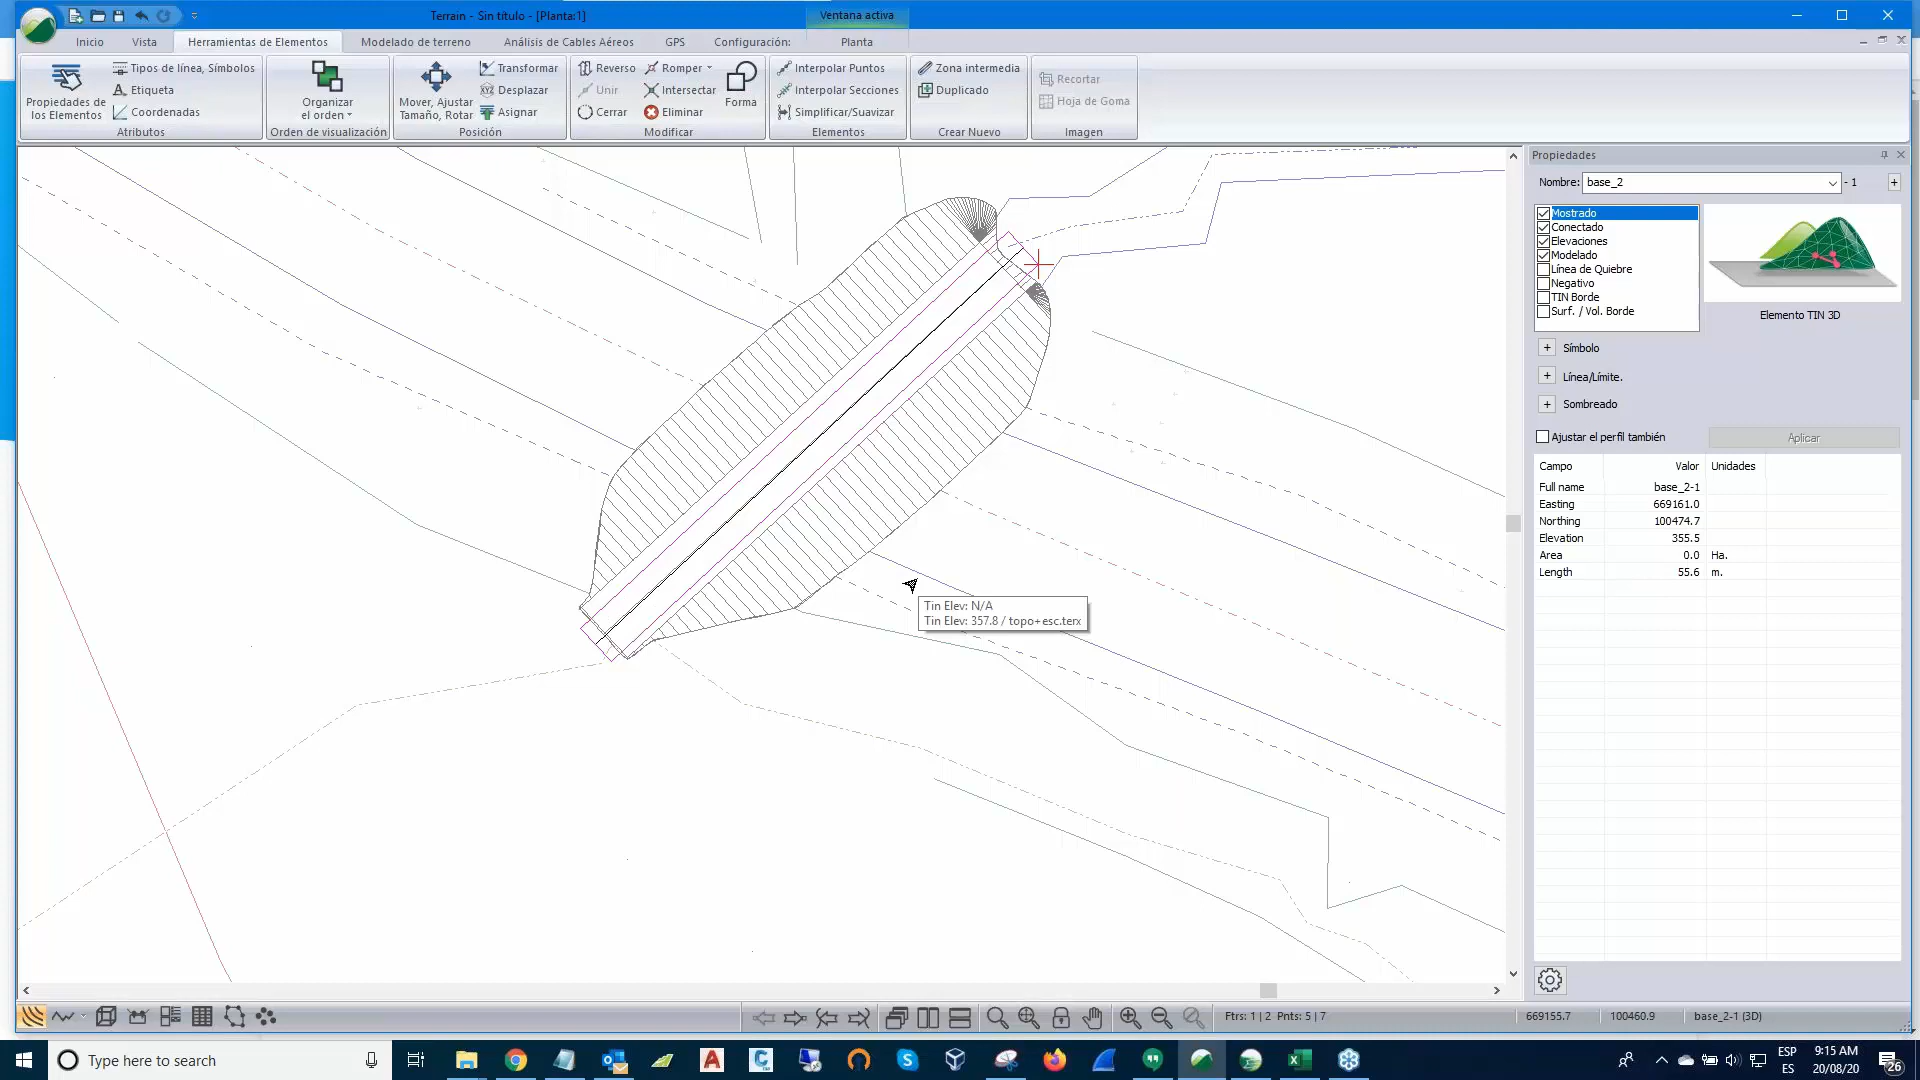 Terrain - Sin título - [Planta:1]
Ventana activa
Inicio
Vista
Herramientas de Elementos
Modelado de terreno
Análisis de Cables Aéreos
GPS
Configuración:
Planta
Propiedades de los Elementos
Tipos de línea, Símbolos
Etiqueta
Coordenadas
Atributos
Organizar el orden
Orden de visualización
Mover, Ajustar Tamaño, Rotar
Transformar
Desplazar
Asignar
Posición
Reverso
Romper
Unir
Intersectar
Cerrar
Eliminar
Forma
Modificar
Interpolar Puntos
Interpolar Secciones
Simplificar/Suavizar
Elementos
Zona intermedia
Duplicado
Crear Nuevo
Recortar
Hoja de Goma
Imagen
Tin Elev: N/A
Tin Elev: 357.8 / topo+esc.terx
Propiedades
Nombre: base_2 - 1 +
Mostrado
Conectado
Elevaciones
Modelado
Línea de Quiebre
Negativo
TIN Borde
Surf. / Vol. Borde
Elemento TIN 3D
+ Símbolo
+ Línea/Límite.
+ Sombreado
Ajustar el perfil también
Aplicar
Campo Valor Unidades
Full name base_2-1
Easting 669161.0
Northing 100474.7
Elevation 355.5
Area 0.0 Ha.
Length 55.6 m.
Ftrs: 1 | 2 Pnts: 5 | 7
669155.7
100460.9
base_2-1 (3D)
Type here to search
ESP
ES
9:15 AM
20/08/20
26